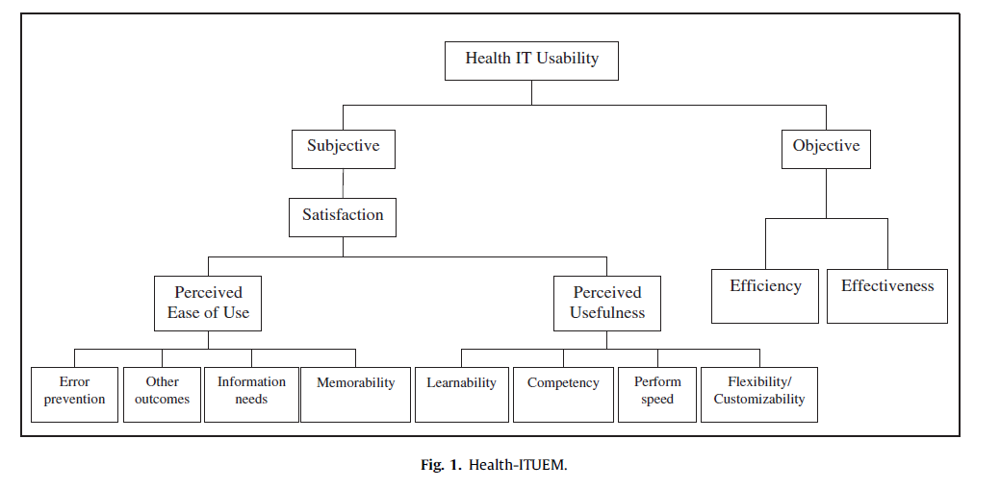 Health IT Usability
Subjective
Objective
Satisfaction
Perceived
Ease of Use
Perceived
Usefulness
Efficiency
Effectiveness
Error
prevention
Other
outcomes
Information
needs
Memorability
Learnability
Competency
Perform
speed
Flexibility/
Customizability
Fig. 1. Health-ITUEM.